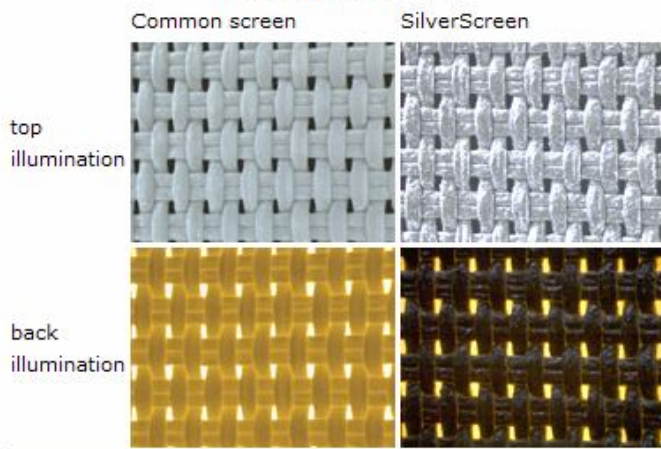 Common screen
SilverScreen
top
illumination
back
illumination